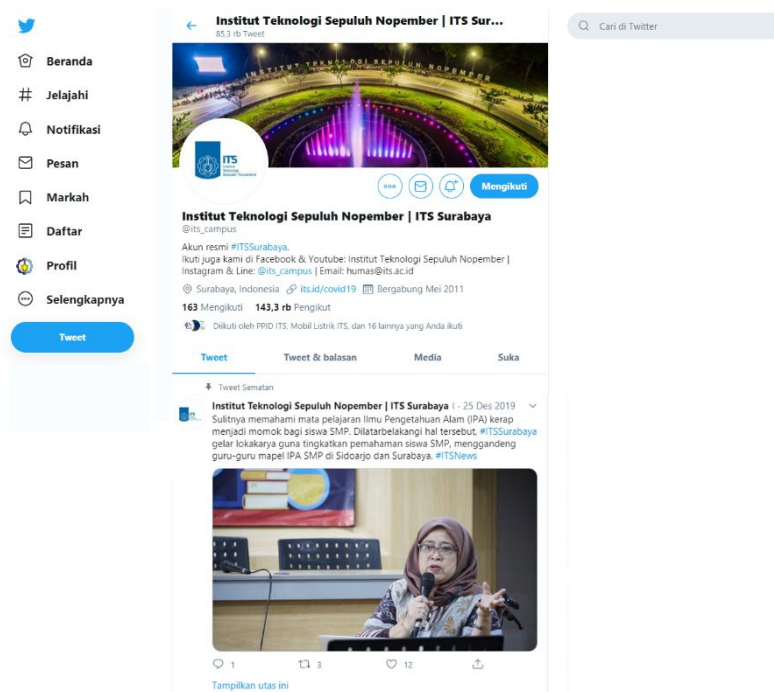 Beranda
Jelajahi
Notifikasi
Pesan
Markah
Daftar
Profil
Selengkapnya
Tweet
Institut Teknologi Sepuluh Nopember | ITS Sur...
85,3 rb Tweet
INSTITUT TEKNOLOGI SEPULUH NOPEMBER
ITS
Institut
Teknologi
Sepuluh Nopember
Mengikuti
Institut Teknologi Sepuluh Nopember | ITS Surabaya
@its_campus
Akun resmi #ITSSurabaya.
Ikuti juga kami di Facebook & Youtube: Institut Teknologi Sepuluh Nopember |
Instagram & Line: @its_campus | Email: humas@its.ac.id
Surabaya, Indonesia its.id/covid19 Bergabung Mei 2011
163 Mengikuti 143,3 rb Pengikut
Diikuti oleh PPID ITS, Mobil Listrik ITS, dan 16 lainnya yang Anda ikuti
Tweet Tweet & balasan Media Suka
Tweet Sematan
Institut Teknologi Sepuluh Nopember | ITS Surabaya ( - 25 Des 2019
Sulitnya memahami mata pelajaran Ilmu Pengetahuan Alam (IPA) kerap
menjadi momok bagi siswa SMP. Dilatarbelakangi hal tersebut, #ITSSurabaya
gelar lokakarya guna tingkatkan pemahaman siswa SMP, menggandeng
guru-guru mapel IPA SMP di Sidoarjo dan Surabaya. #ITSNews
1 3 12
Tampilkan utas ini
Cari di Twitter